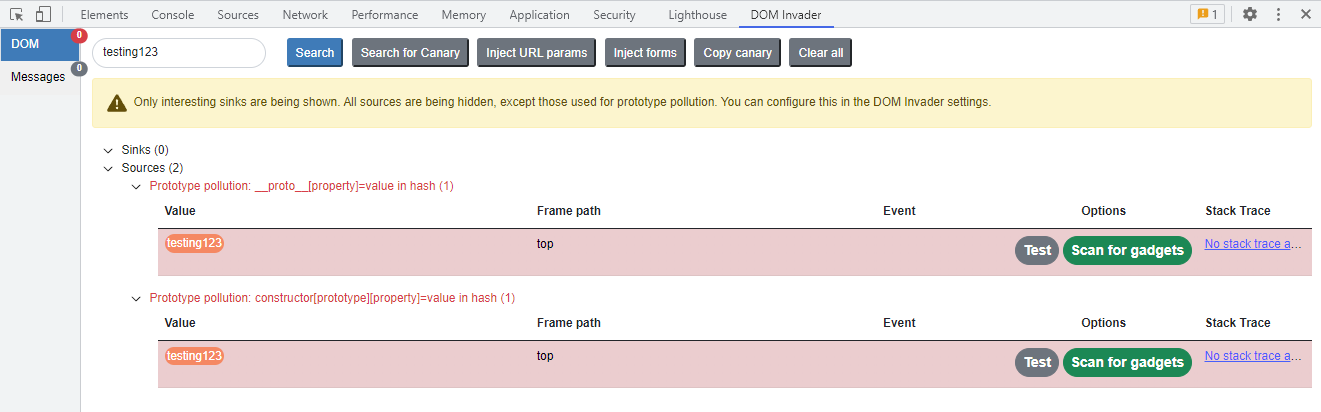 Elements Console Sources Network Performance Memory Application Security Lighthouse DOM Invader 1
DOM 0
Messages 0
testing123 Search Search for Canary Inject URL params Inject forms Copy canary Clear all
Only interesting sinks are being shown. All sources are being hidden, except those used for prototype pollution. You can configure this in the DOM Invader settings.
Sinks (0)
Sources (2)
Prototype pollution: __proto__[property]=value in hash (1)
Value Frame path Event Options Stack Trace
testing123 top Test Scan for gadgets No stack trace a...
Prototype pollution: constructor[prototype][property]=value in hash (1)
Value Frame path Event Options Stack Trace
testing123 top Test Scan for gadgets No stack trace a...